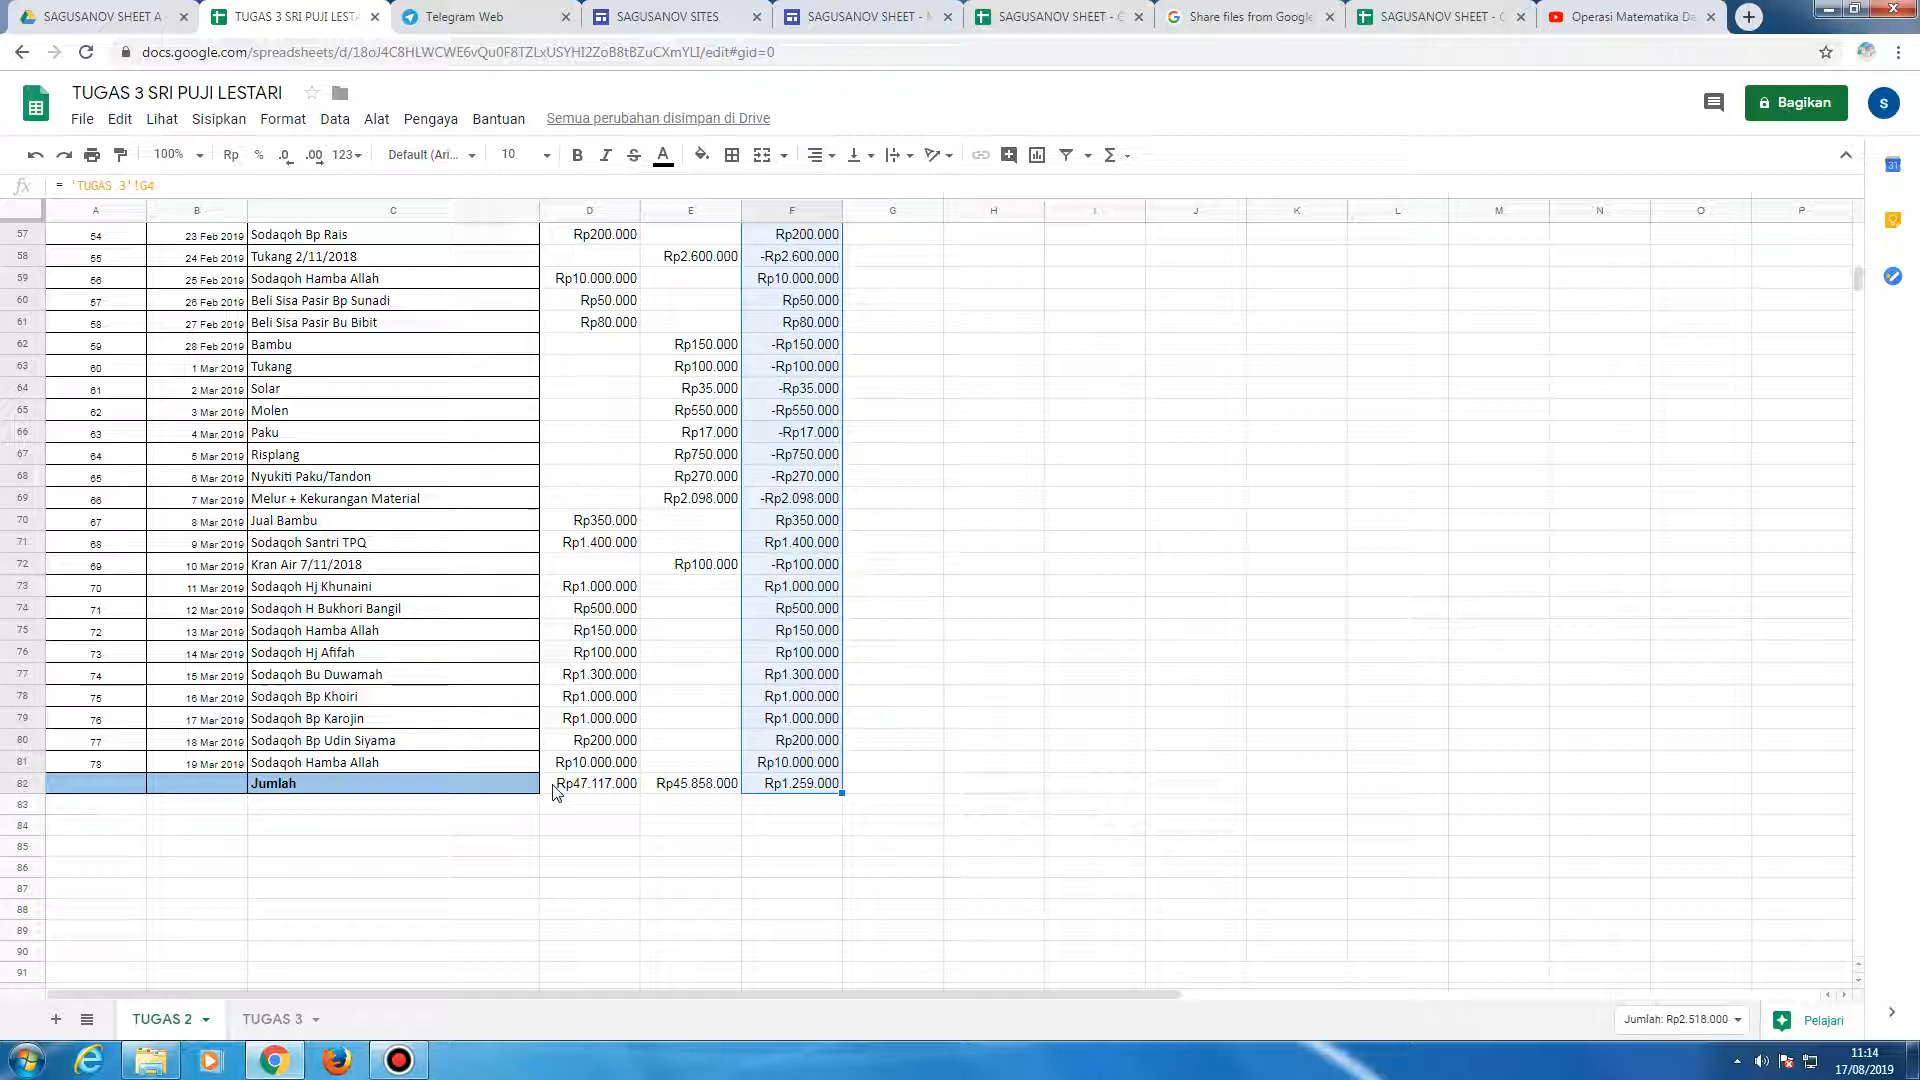 SAGUSANOV SHEET A
TUGAS 3 SRI PUJI LESTA
Telegram Web
SAGUSANOV SITES
SAGUSANOV SHEET -
SAGUSANOV SHEET - C
Share files from Google
SAGUSANOV SHEET - C
Operasi Matematika Da
docs.google.com/spreadsheets/d/18oJ4C8HLWCWE6vQu0F8TZLxUSYHI2ZoB8tBZuCXmYLI/edit#gid=0
TUGAS 3 SRI PUJI LESTARI
Bagikan
S
File Edit Lihat Sisipkan Format Data Alat Pengaya Bantuan Semua perubahan disimpan di Drive
100% Rp % .0 .00 123 Default (Ari... 10 B I S A Σ
fx = 'TUGAS 3'!G4
31
A B C D E F G H I J K L M N O P
57 54 23 Feb 2019 Sodaqoh Bp Rais Rp200.000 Rp200.000
58 55 24 Feb 2019 Tukang 2/11/2018 Rp2.600.000 -Rp2.600.000
59 56 25 Feb 2019 Sodaqoh Hamba Allah Rp10.000.000 Rp10.000.000
60 57 26 Feb 2019 Beli Sisa Pasir Bp Sunadi Rp50.000 Rp50.000
61 58 27 Feb 2019 Beli Sisa Pasir Bu Bibit Rp80.000 Rp80.000
62 59 28 Feb 2019 Bambu Rp150.000 -Rp150.000
63 60 1 Mar 2019 Tukang Rp100.000 -Rp100.000
64 61 2 Mar 2019 Solar Rp35.000 -Rp35.000
65 62 3 Mar 2019 Molen Rp550.000 -Rp550.000
66 63 4 Mar 2019 Paku Rp17.000 -Rp17.000
67 64 5 Mar 2019 Risplang Rp750.000 -Rp750.000
68 65 6 Mar 2019 Nyukiti Paku/Tandon Rp270.000 -Rp270.000
69 66 7 Mar 2019 Melur + Kekurangan Material Rp2.098.000 -Rp2.098.000
70 67 8 Mar 2019 Jual Bambu Rp350.000 Rp350.000
71 68 9 Mar 2019 Sodaqoh Santri TPQ Rp1.400.000 Rp1.400.000
72 69 10 Mar 2019 Kran Air 7/11/2018 Rp100.000 -Rp100.000
73 70 11 Mar 2019 Sodaqoh Hj Khunaini Rp1.000.000 Rp1.000.000
74 71 12 Mar 2019 Sodaqoh H Bukhori Bangil Rp500.000 Rp500.000
75 72 13 Mar 2019 Sodaqoh Hamba Allah Rp150.000 Rp150.000
76 73 14 Mar 2019 Sodaqoh Hj Afifah Rp100.000 Rp100.000
77 74 15 Mar 2019 Sodaqoh Bu Duwamah Rp1.300.000 Rp1.300.000
78 75 16 Mar 2019 Sodaqoh Bp Khoiri Rp1.000.000 Rp1.000.000
79 76 17 Mar 2019 Sodaqoh Bp Karojin Rp1.000.000 Rp1.000.000
80 77 18 Mar 2019 Sodaqoh Bp Udin Siyama Rp200.000 Rp200.000
81 78 19 Mar 2019 Sodaqoh Hamba Allah Rp10.000.000 Rp10.000.000
82 Jumlah Rp47.117.000 Rp45.858.000 Rp1.259.000
83
84
85
86
87
88
89
90
91
TUGAS 2 TUGAS 3 Jumlah: Rp2.518.000 Pelajari
11:14
17/08/2019